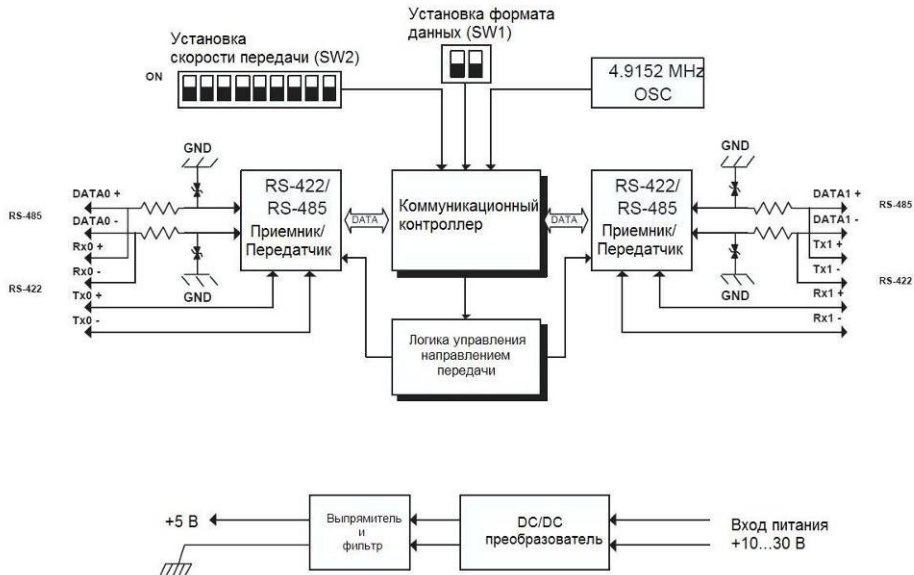 Установка формата
данных (SW1)
Установка
скорости передачи (SW2)
ON
4.9152 MHz
OSC
GND
GND
DATA0 +
RS-485
DATA0 -
Rx0 +
Rx0 -
RS-422
Tx0 +
Tx0 -
GND
RS-422/
RS-485
Приемник/
Передатчик
DATA
Коммуникационный
контроллер
DATA
RS-422/
RS-485
Приемник/
Передатчик
DATA1 +
RS-485
DATA1 -
Tx1 +
Tx1 -
RS-422
Rx1 +
Rx1 -
GND
Логика управления
направлением
передачи
+5 В
Выпрямитель
и
фильтр
DC/DC
преобразователь
Вход питания
+10...30 В